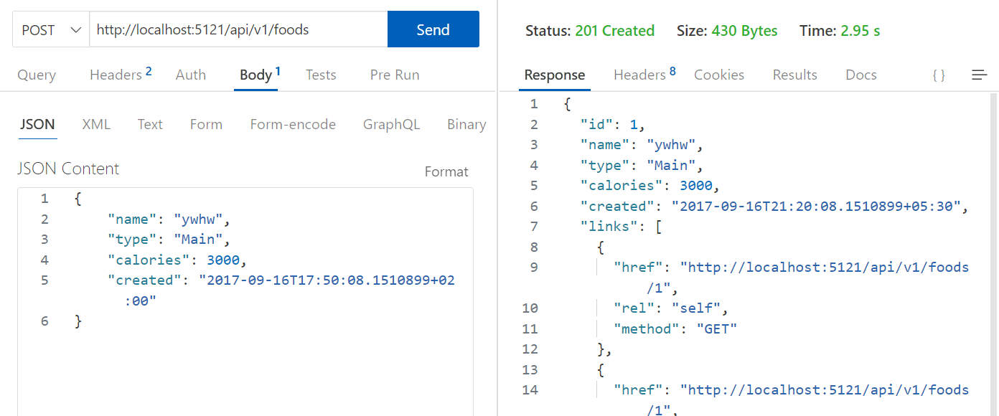 POST http://localhost:5121/api/v1/foods Send
Query Headers 2 Auth Body 1 Tests Pre Run
JSON XML Text Form Form-encode GraphQL Binary
JSON Content Format
1 {
2 "name": "ywhw",
3 "type": "Main",
4 "calories": 3000,
5 "created": "2017-09-16T17:50:08.1510899+02
:00"
6 }
Status: 201 Created Size: 430 Bytes Time: 2.95 s
Response Headers 8 Cookies Results Docs { }
1 {
2 "id": 1,
3 "name": "ywhw",
4 "type": "Main",
5 "calories": 3000,
6 "created": "2017-09-16T21:20:08.1510899+05:30",
7 "links": [
8 {
9 "href": "http://localhost:5121/api/v1/foods
/1",
10 "rel": "self",
11 "method": "GET"
12 },
13 {
14 "href": "http://localhost:5121/api/v1/foods
/1",